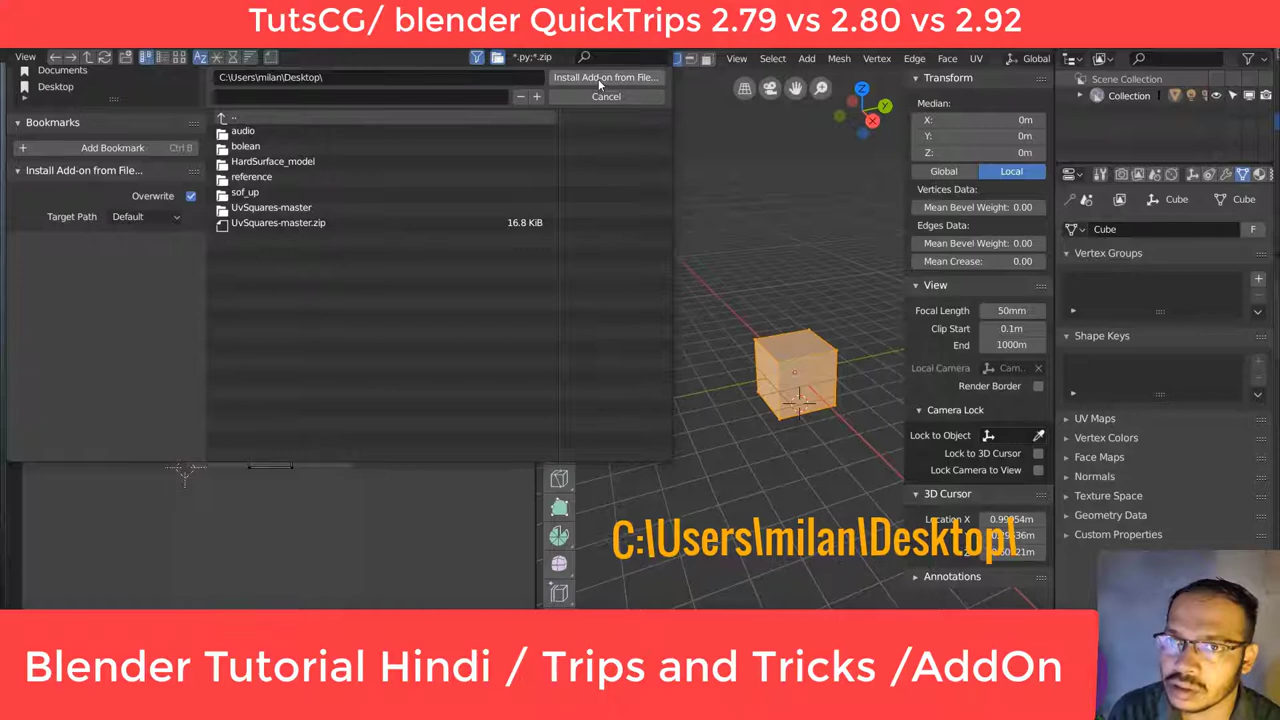 TutsCG/ blender QuickTrips 2.79 vs 2.80 vs 2.92
View
*.py;*.zip
View Select Add Mesh Vertex Edge Face UV
Global
Documents
Desktop
Bookmarks
Add Bookmark Ctrl B
Install Add-on from File...
Overwrite
Target Path Default
C:\Users\milan\Desktop\
Install Add-on from File...
Cancel
..
audio
bolean
HardSurface_model
reference
sof_up
UvSquares-master
UvSquares-master.zip 16.8 KiB
Z
Y
X
Transform
Median:
X: 0m
Y: 0m
Z: 0m
Global Local
Vertices Data:
Mean Bevel Weight: 0.00
Edges Data:
Mean Bevel Weight: 0.00
Mean Crease: 0.00
View
Focal Length 50mm
Clip Start 0.1m
End 1000m
Local Camera Cam..
Render Border
Camera Lock
Lock to Object
Lock to 3D Cursor
Lock Camera to View
3D Cursor
Location X 0.99954m
Annotations
Scene Collection
Collection
Cube Cube
Cube F
Vertex Groups
Shape Keys
UV Maps
Vertex Colors
Face Maps
Normals
Texture Space
Geometry Data
Custom Properties
C:\Users\milan\Desktop\
Blender Tutorial Hindi / Trips and Tricks /AddOn